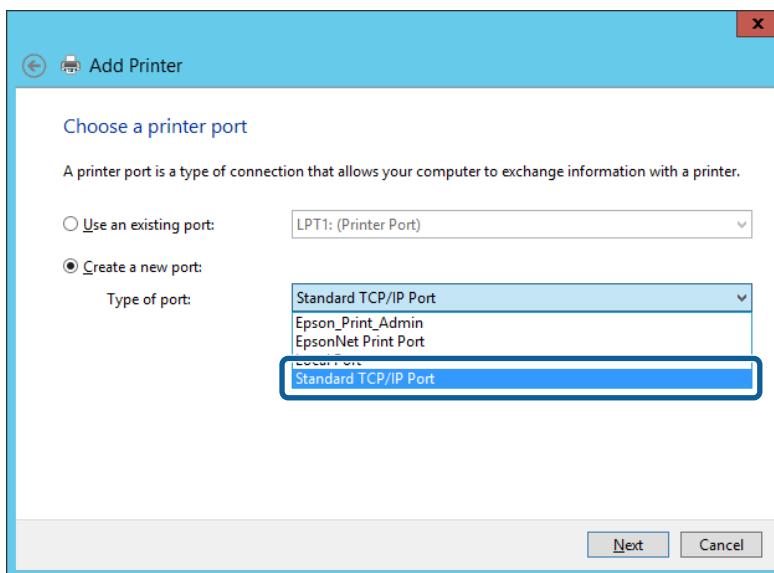 x
Add Printer
Choose a printer port
A printer port is a type of connection that allows your computer to exchange information with a printer.
Use an existing port:
LPT1: (Printer Port)
Create a new port:
Type of port:
Standard TCP/IP Port
Epson_Print_Admin
EpsonNet Print Port
Local Port
Standard TCP/IP Port
Next
Cancel